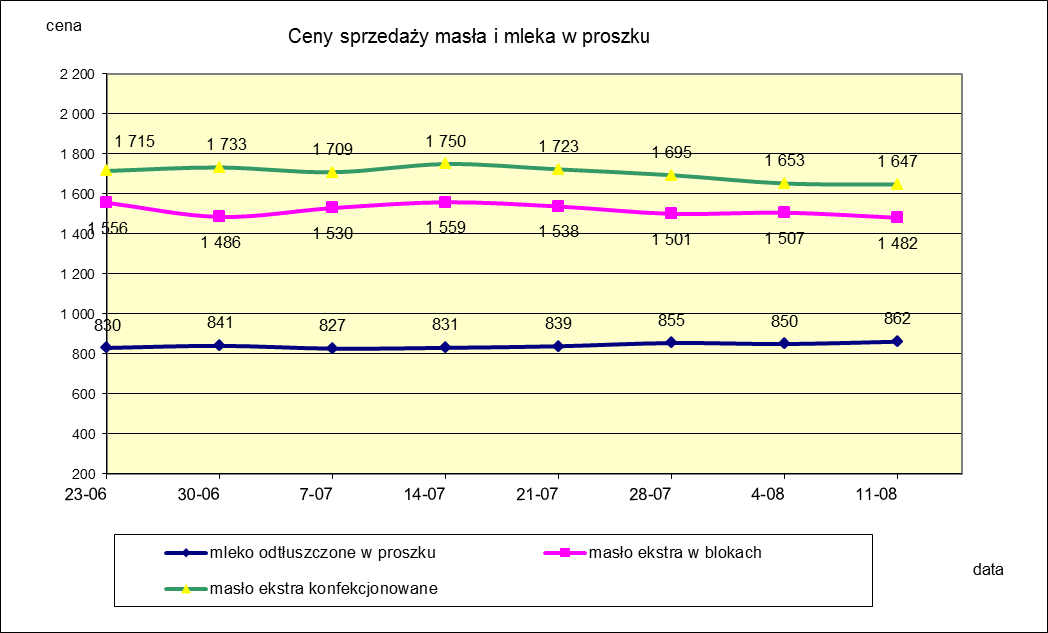 cena
Ceny sprzedaży masła i mleka w proszku
2 200
2 000
1 800
1 600
1 400
1 200
1 000
800
600
400
200
1 715 1 733 1 709 1 750 1 723 1 695 1 653 1 647
1 556 1 486 1 530 1 559 1 538 1 501 1 507 1 482
830 841 827 831 839 855 850 862
23-06 30-06 7-07 14-07 21-07 28-07 4-08 11-08
mleko odtłuszczone w proszku masło ekstra w blokach
masło ekstra konfekcjonowane
data